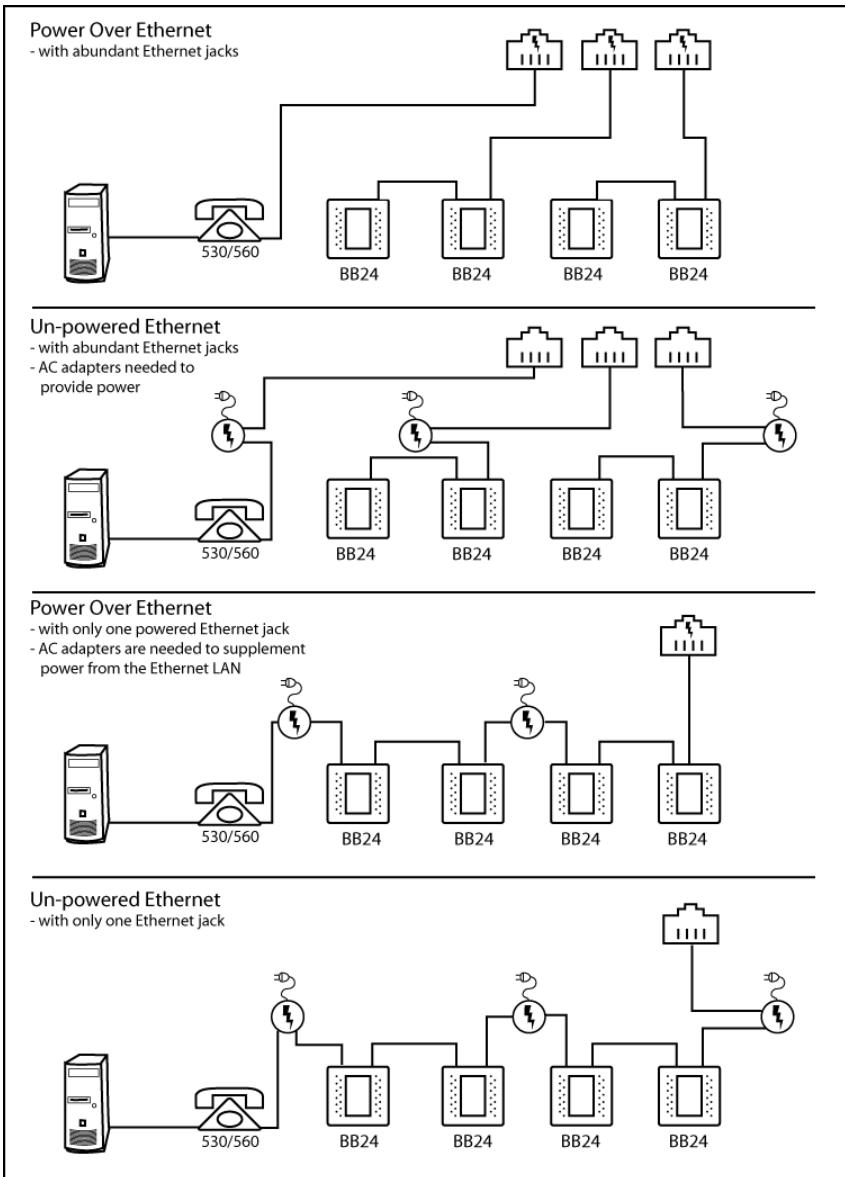 Power Over Ethernet
- with abundant Ethernet jacks
530/560
BB24
BB24
BB24
BB24
Un-powered Ethernet
- with abundant Ethernet jacks
- AC adapters needed to
provide power
530/560
BB24
BB24
BB24
BB24
Power Over Ethernet
- with only one powered Ethernet jack
- AC adapters are needed to supplement
power from the Ethernet LAN
530/560
BB24
BB24
BB24
BB24
Un-powered Ethernet
- with only one Ethernet jack
530/560
BB24
BB24
BB24
BB24